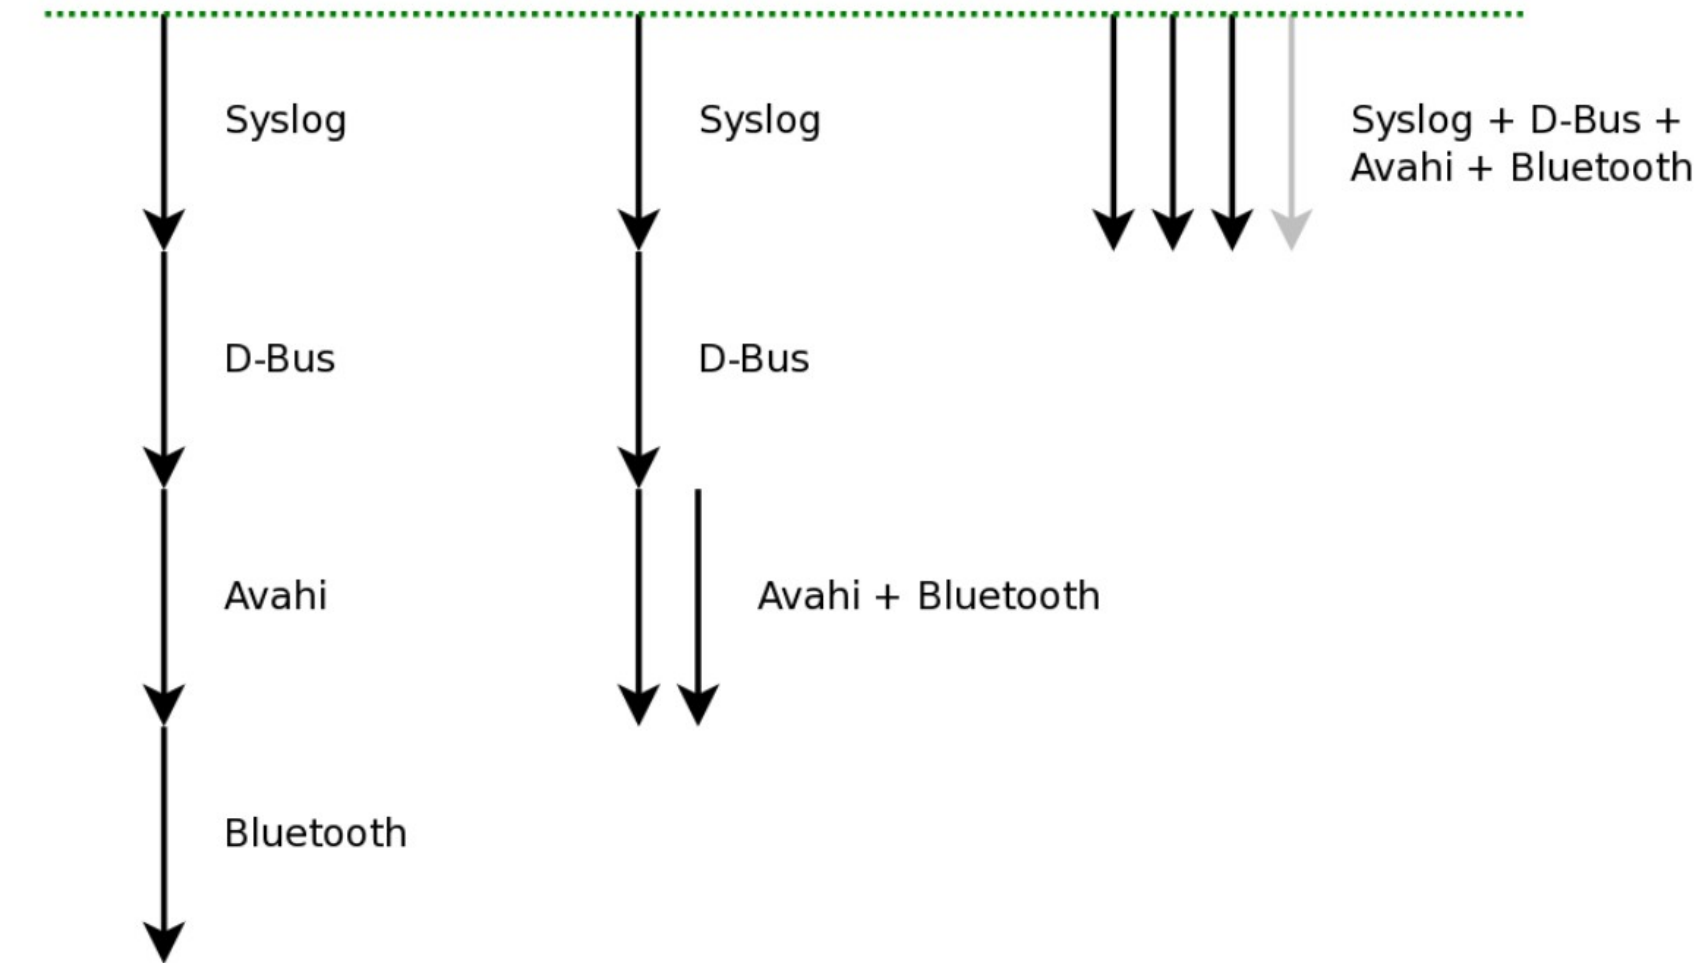 Syslog
D-Bus
Avahi
Bluetooth
Syslog
D-Bus
Avahi + Bluetooth
Syslog + D-Bus +
Avahi + Bluetooth